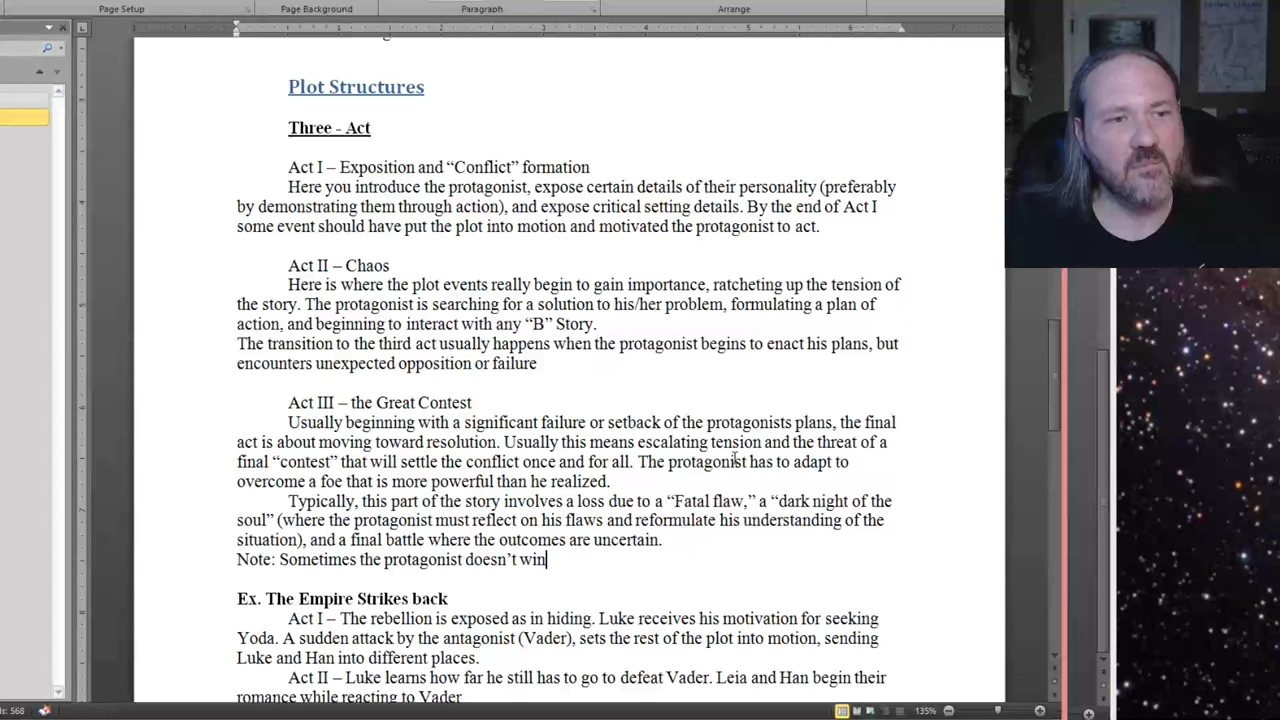 Page Setup
Page Background
Paragraph
Arrange
1 2 3 4 5 6
Plot Structures
Three - Act
Act I – Exposition and “Conflict” formation
Here you introduce the protagonist, expose certain details of their personality (preferably
by demonstrating them through action), and expose critical setting details. By the end of Act I
some event should have put the plot into motion and motivated the protagonist to act.
Act II – Chaos
Here is where the plot events really begin to gain importance, ratcheting up the tension of
the story. The protagonist is searching for a solution to his/her problem, formulating a plan of
action, and beginning to interact with any “B” Story.
The transition to the third act usually happens when the protagonist begins to enact his plans, but
encounters unexpected opposition or failure
Act III – the Great Contest
Usually beginning with a significant failure or setback of the protagonists plans, the final
act is about moving toward resolution. Usually this means escalating tension and the threat of a
final “contest” that will settle the conflict once and for all. The protagonist has to adapt to
overcome a foe that is more powerful than he realized.
Typically, this part of the story involves a loss due to a “Fatal flaw,” a “dark night of the
soul” (where the protagonist must reflect on his flaws and reformulate his understanding of the
situation), and a final battle where the outcomes are uncertain.
Note: Sometimes the protagonist doesn’t win
Ex. The Empire Strikes back
Act I – The rebellion is exposed as in hiding. Luke receives his motivation for seeking
Yoda. A sudden attack by the antagonist (Vader), sets the rest of the plot into motion, sending
Luke and Han into different places.
Act II – Luke learns how far he still has to go to defeat Vader. Leia and Han begin their
romance while reacting to Vader
ds: 568
135%